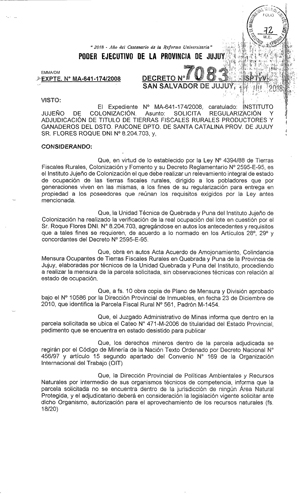 JULIO
32
"2018 - Año del Centenario de la Reforma Universitaria"
PODER EJECUTIVO DE LA PROVINCIA DE JUJUY
EXPTE. Nº MA-641-174/2008
DECRETO Nº 7083 ISPTyV
SAN SALVADOR DE JUJUY, 2018
VISTO:
El Expediente Nº MA-641-174/2008, caratulado: INSTITUTO
JUJEÑO DE COLONIZACIÓN. Asunto: SOLICITA REGULARIZACIÓN Y
ADJUDICACIÓN DE TITULO DE TIERRAS FISCALES RURALES PRODUCTORES Y
GANADEROS DEL DSTO. PAICONE DPTO. DE SANTA CATALINA PROV. DE JUJUY
SR. FLORES ROQUE DNI Nº 8.204.703, y,
CONSIDERANDO:
Que, en virtud de lo establecido por la Ley Nº 4394/88 de Tierras
Fiscales Rurales, Colonización y Fomento y su Decreto Reglamentario Nº 2595-E-95, es
el Instituto Jujeño de Colonización el que debe realizar un relevamiento integral de estado
de ocupación de las tierras fiscales rurales, dirigido a los pobladores que por
generaciones viven en las mismas, a los fines de su regularización para entrega en
propiedad a los poseedores que reúnan los requisitos exigidos por la Ley antes
mencionada.
Que, la Unidad Técnica de Quebrada y Puna del Instituto Jujeño de
Colonización ha realizado la verificación de la real ocupación del lote en cuestión por el
Sr. Roque Flores DNI: Nº 8.204.703, agregándose en autos los antecedentes y requisitos
que a tales fines se requieren, de acuerdo a lo normado en los Artículos 28º, 29º y
concordantes del Decreto Nº 2595-E-95.
Que, obra en autos Acta Acuerdo de Amojonamiento, Colindancia
Mensura Ocupantes de Tierras Fiscales en Quebrada y Puna de la Provincia de
Jujuy, elaborados por técnicos de la Unidad Quebrada y Puna del Instituto, procediendo
a realizar la mensura de la parcela solicitada, sin observaciones técnicas con relación al
estado de ocupación.
Que, a fs. 10 obra copias de Plano de Mensura y División aprobado
bajo el Nº 10586 por la Dirección Provincial de Inmuebles, en fecha 23 de Diciembre de
2010, que identifica la Parcela Fiscal Rural Nº 561, Padrón M-1454.
Que, el Juzgado Administrativo de Minas informa que dentro en la
parcela solicitada se ubica el Cateo Nº 471-M-2006 de titularidad del Estado Provincial,
pedimento que se encuentra en estado desistido para publicar
Que, los derechos mineros dentro de la parcela adjudicada se
regirán por el Código de Minería de la Nación Texto Ordenado por Decreto Nacional Nº
456/97 y artículo 15 segundo apartado del Convenio Nº 169 de la Organización
Internacional del Trabajo (OIT)
Que, la Dirección Provincial de Políticas Ambientales y Recursos
Naturales por intermedio de sus organismos técnicos de competencia, informa que la
parcela solicitada no se encuentra dentro de la jurisdicción de ningún Área Natural
Protegida, y el adjudicatario deberá en consideración la legislación vigente solicitar ante
dicho Organismo, autorización para el aprovechamiento de los recursos naturales (fs.
18/20)